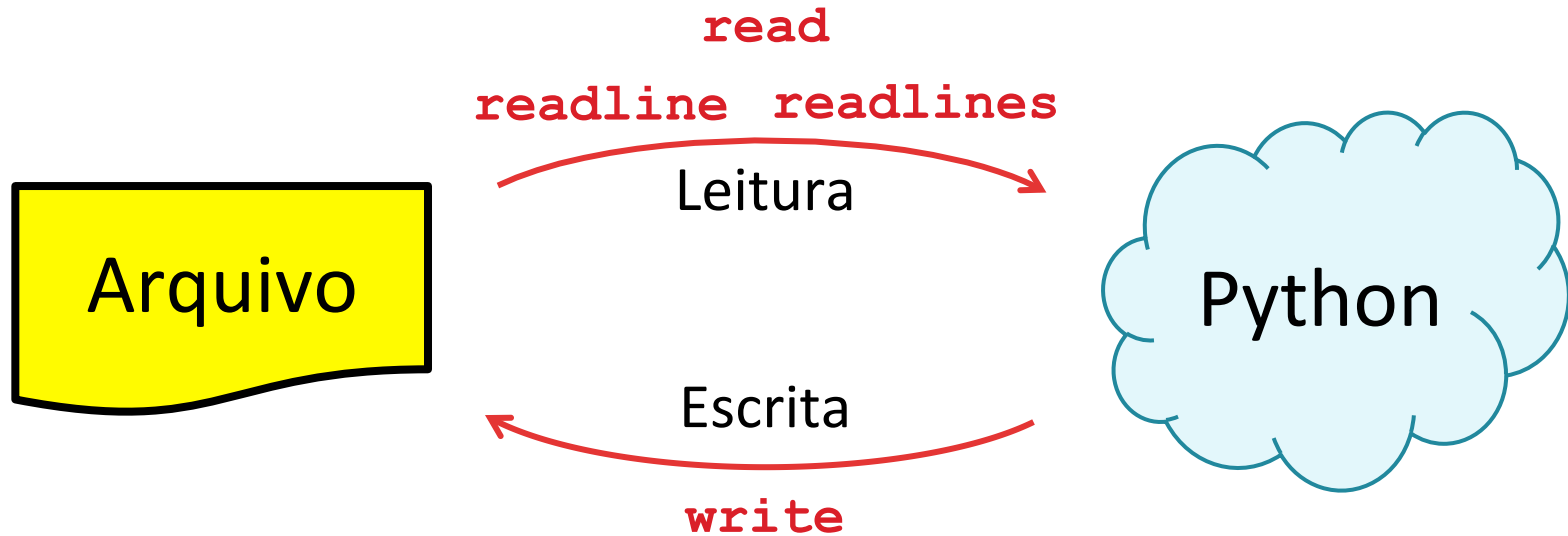 read
readline readlines
Leitura
Arquivo
Python
Escrita
write